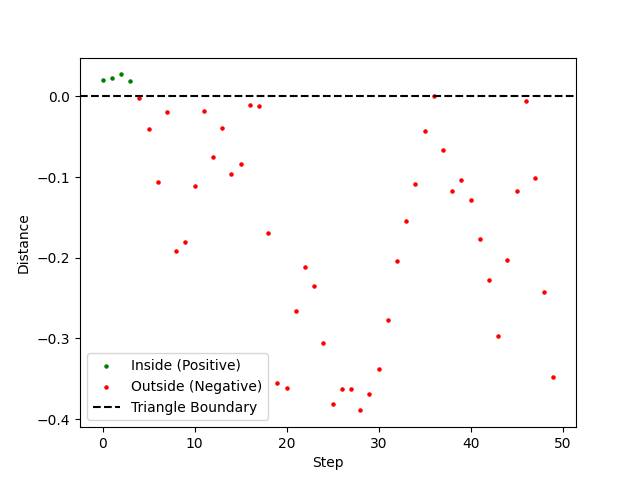 0.0
−0.1
−0.2
−0.3
−0.4
Distance
Inside (Positive)
Outside (Negative)
Triangle Boundary
0
10
20
30
40
50
Step